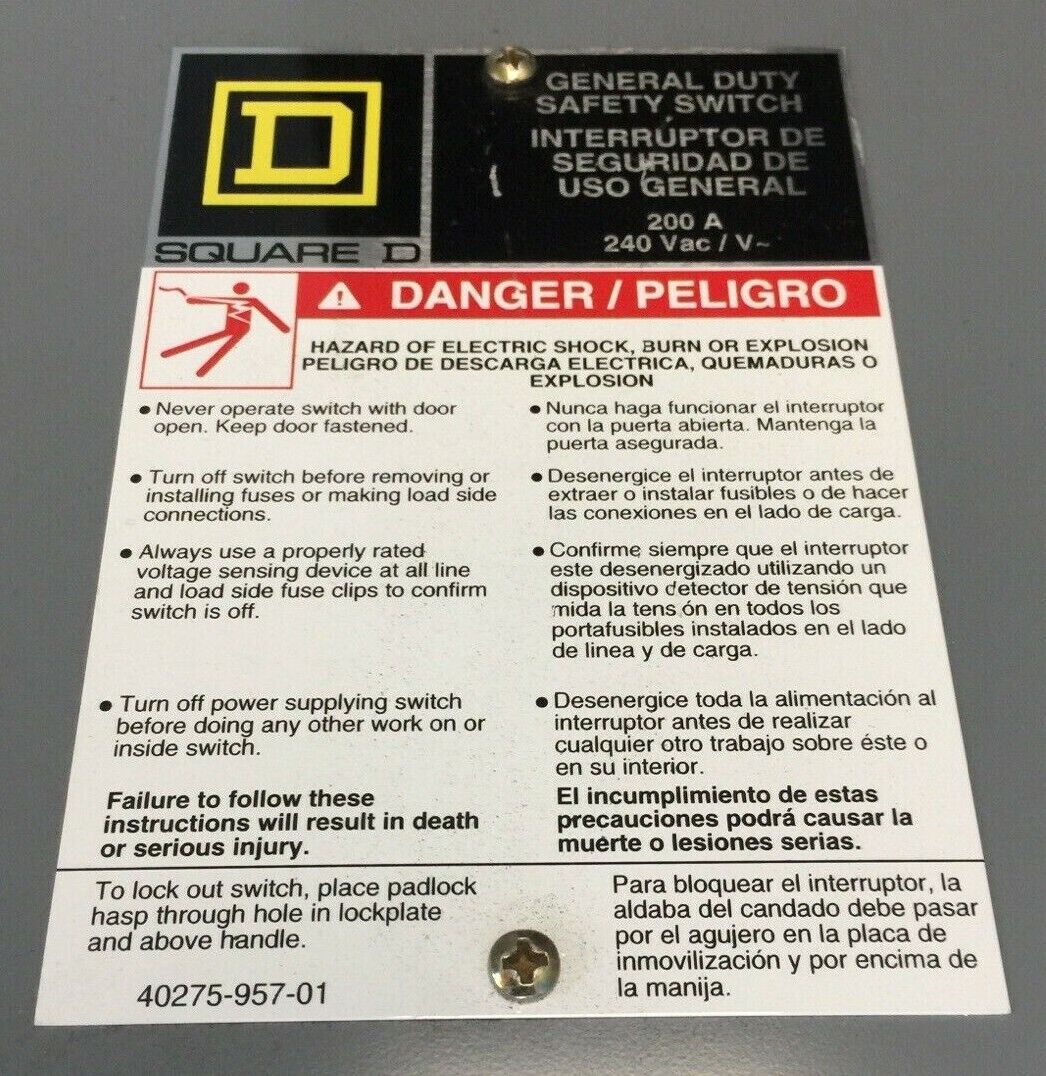 D
SQUARE D
GENERAL DUTY
SAFETY SWITCH
INTERRUPTOR DE
SEGURIDAD DE
USO GENERAL
200 A
240 Vac / V~
DANGER / PELIGRO
HAZARD OF ELECTRIC SHOCK, BURN OR EXPLOSION
PELIGRO DE DESCARGA ELECTRICA, QUEMADURAS O
EXPLOSION
• Never operate switch with door
open. Keep door fastened.
• Turn off switch before removing or
installing fuses or making load side
connections.
• Always use a properly rated
voltage sensing device at all line
and load side fuse clips to confirm
switch is off.
• Turn off power supplying switch
before doing any other work on or
inside switch.
Failure to follow these
instructions will result in death
or serious injury.
• Nunca haga funcionar el interruptor
con la puerta abierta. Mantenga la
puerta asegurada.
• Desenergice el interruptor antes de
extraer o instalar fusibles o de hacer
las conexiones en el lado de carga.
• Confirme siempre que el interruptor
este desenergizado utilizando un
dispositivo detector de tensión que
mida la tens ón en todos los
portafusibles instalados en el lado
de linea y de carga.
• Desenergice toda la alimentación al
interruptor antes de realizar
cualquier otro trabajo sobre éste o
en su interior.
El incumplimiento de estas
precauciones podrá causar la
muerte o lesiones serias.
To lock out switch, place padlock
hasp through hole in lockplate
and above handle.
40275-957-01
Para bloquear el interruptor, la
aldaba del candado debe pasar
por el agujero en la placa de
inmovilización y por encima de
la manija.